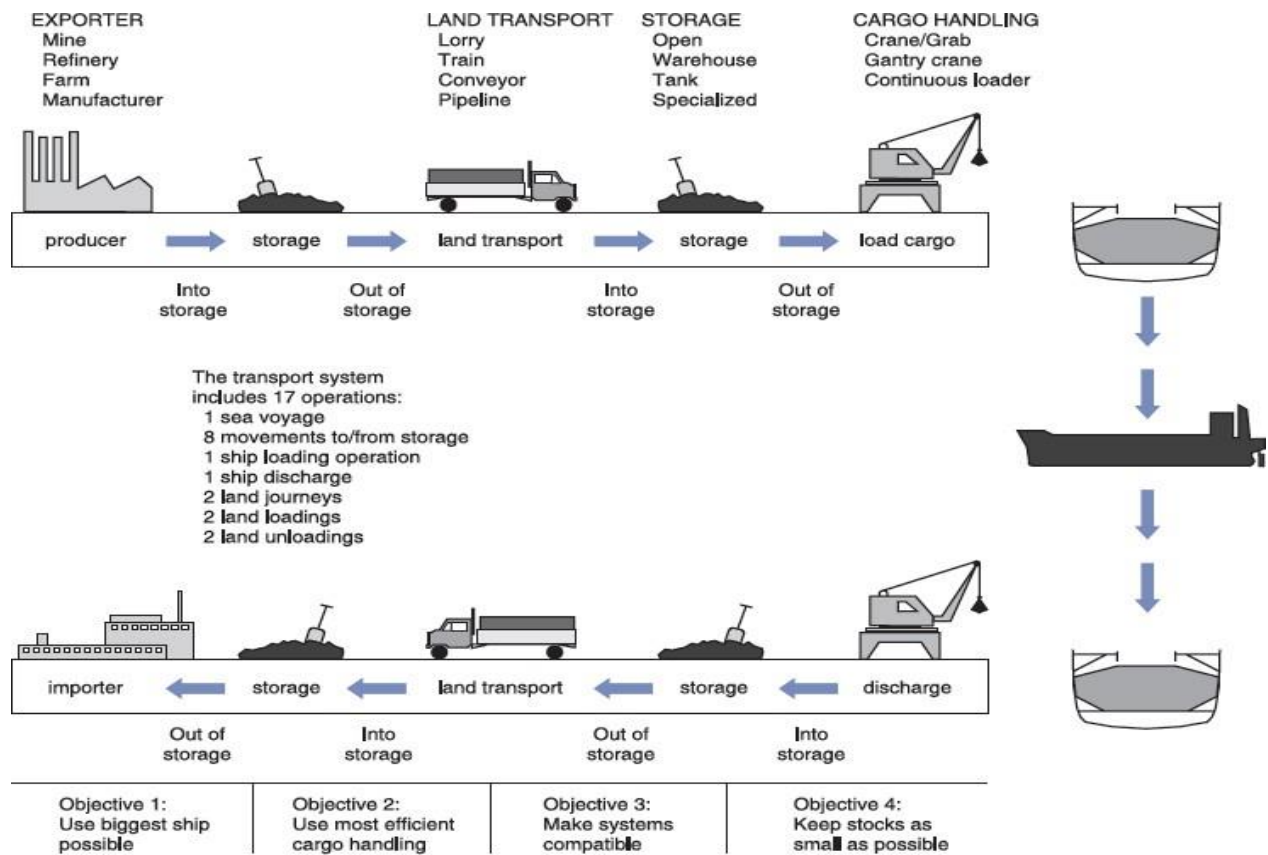 EXPORTER
Mine
Refinery
Farm
Manufacturer
LAND TRANSPORT
Lorry
Train
Conveyor
Pipeline
STORAGE
Open
Warehouse
Tank
Specialized
CARGO HANDLING
Crane/Grab
Gantry crane
Continuous loader
producer
storage
land transport
storage
load cargo
Into
storage
Out of
storage
Into
storage
Out of
storage
The transport system
includes 17 operations:
1 sea voyage
8 movements to/from storage
1 ship loading operation
1 ship discharge
2 land journeys
2 land loadings
2 land unloadings
importer
storage
land transport
storage
discharge
Out of
storage
Into
storage
Out of
storage
Into
storage
Objective 1:
Use biggest ship
possible
Objective 2:
Use most efficient
cargo handling
Objective 3:
Make systems
compatible
Objective 4:
Keep stocks as
small as possible